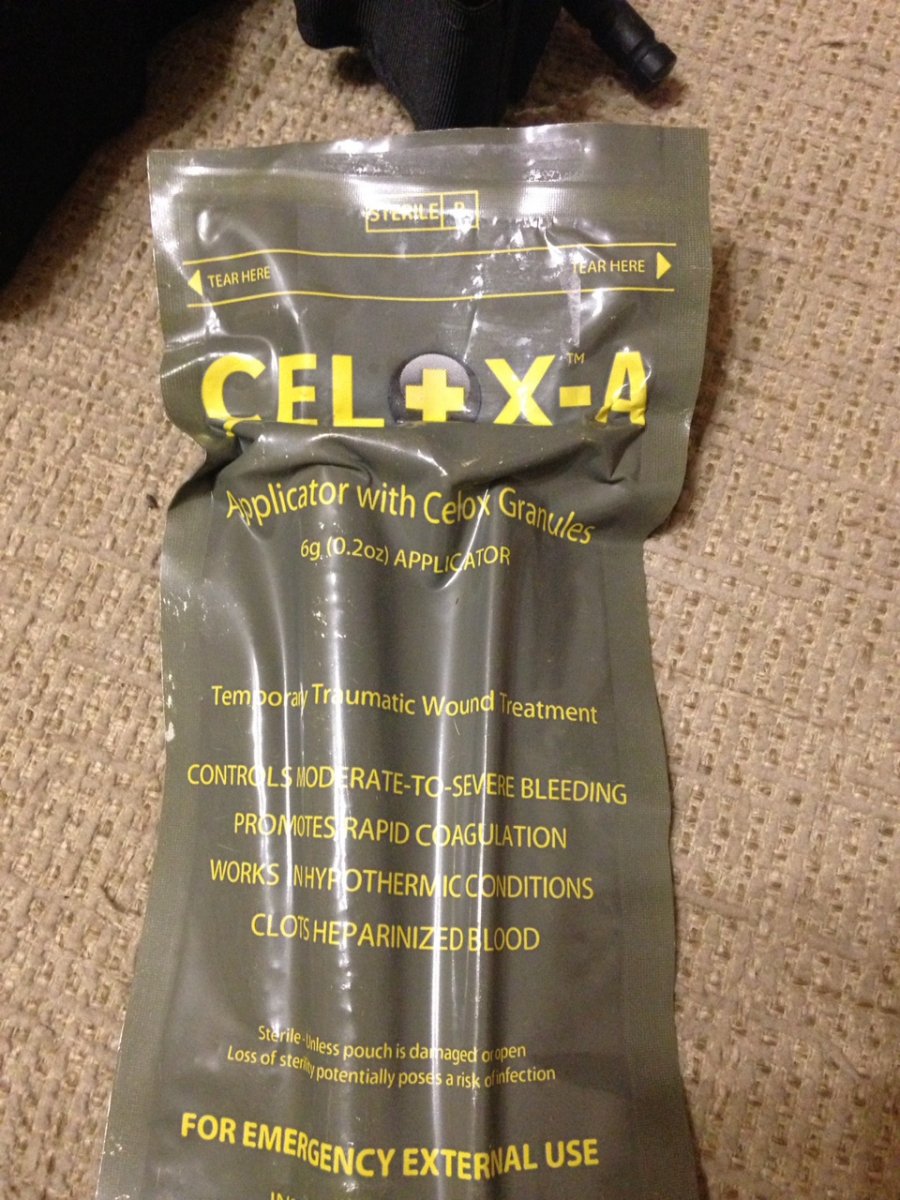 STERILE R
TEAR HERE TEAR HERE
CELOX-A™
Applicator with Celox Granules
6g (0.2oz) APPLICATOR
Temporary Traumatic Wound Treatment
CONTROLS MODERATE-TO-SEVERE BLEEDING
PROMOTES RAPID COAGULATION
WORKS IN HYPOTHERMIC CONDITIONS
CLOTS HEPARINIZED BLOOD
Sterile-Unless pouch is damaged or open
Loss of sterility potentially poses a risk of infection
FOR EMERGENCY EXTERNAL USE